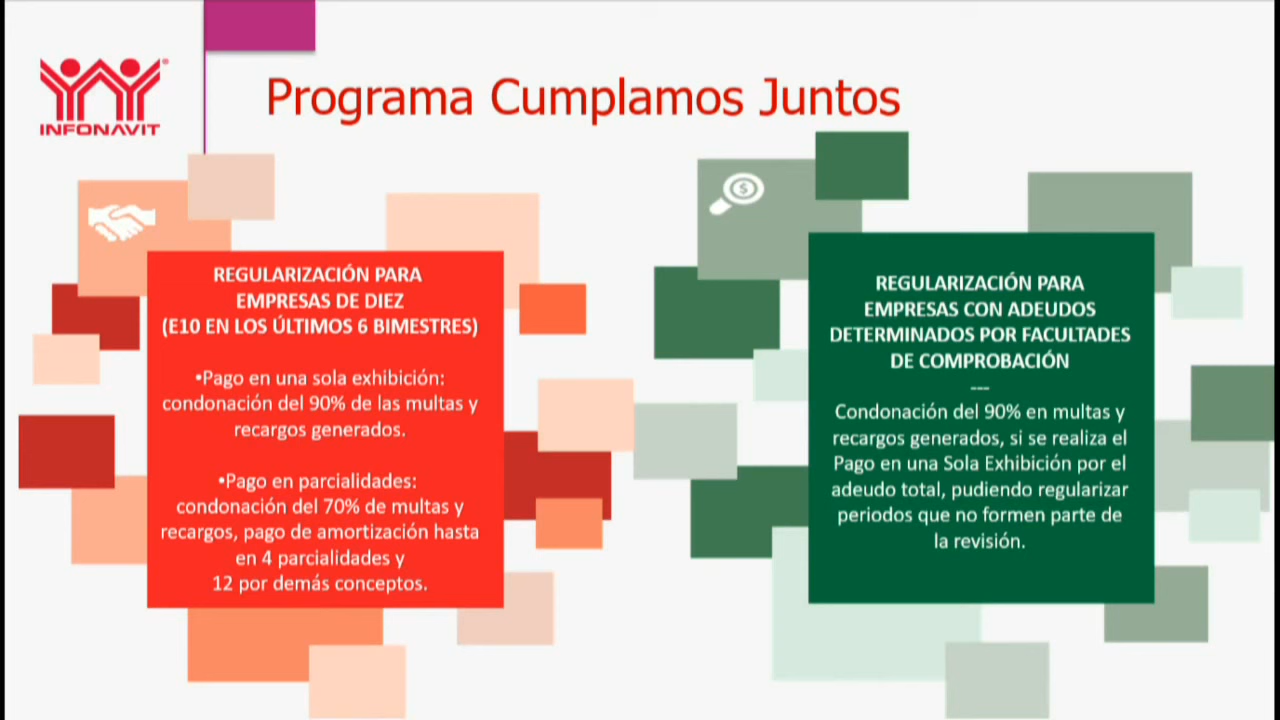 INFONAVIT
Programa Cumplamos Juntos
REGULARIZACIÓN PARA
EMPRESAS DE DIEZ
(E10 EN LOS ÚLTIMOS 6 BIMESTRES)
•Pago en una sola exhibición:
condonación del 90% de las multas y
recargos generados.
•Pago en parcialidades:
condonación del 70% de multas y
recargos, pago de amortización hasta
en 4 parcialidades y
12 por demás conceptos.
$
REGULARIZACIÓN PARA
EMPRESAS CON ADEUDOS
DETERMINADOS POR FACULTADES
DE COMPROBACIÓN
---
Condonación del 90% en multas y
recargos generados, si se realiza el
Pago en una Sola Exhibición por el
adeudo total, pudiendo regularizar
periodos que no formen parte de
la revisión.